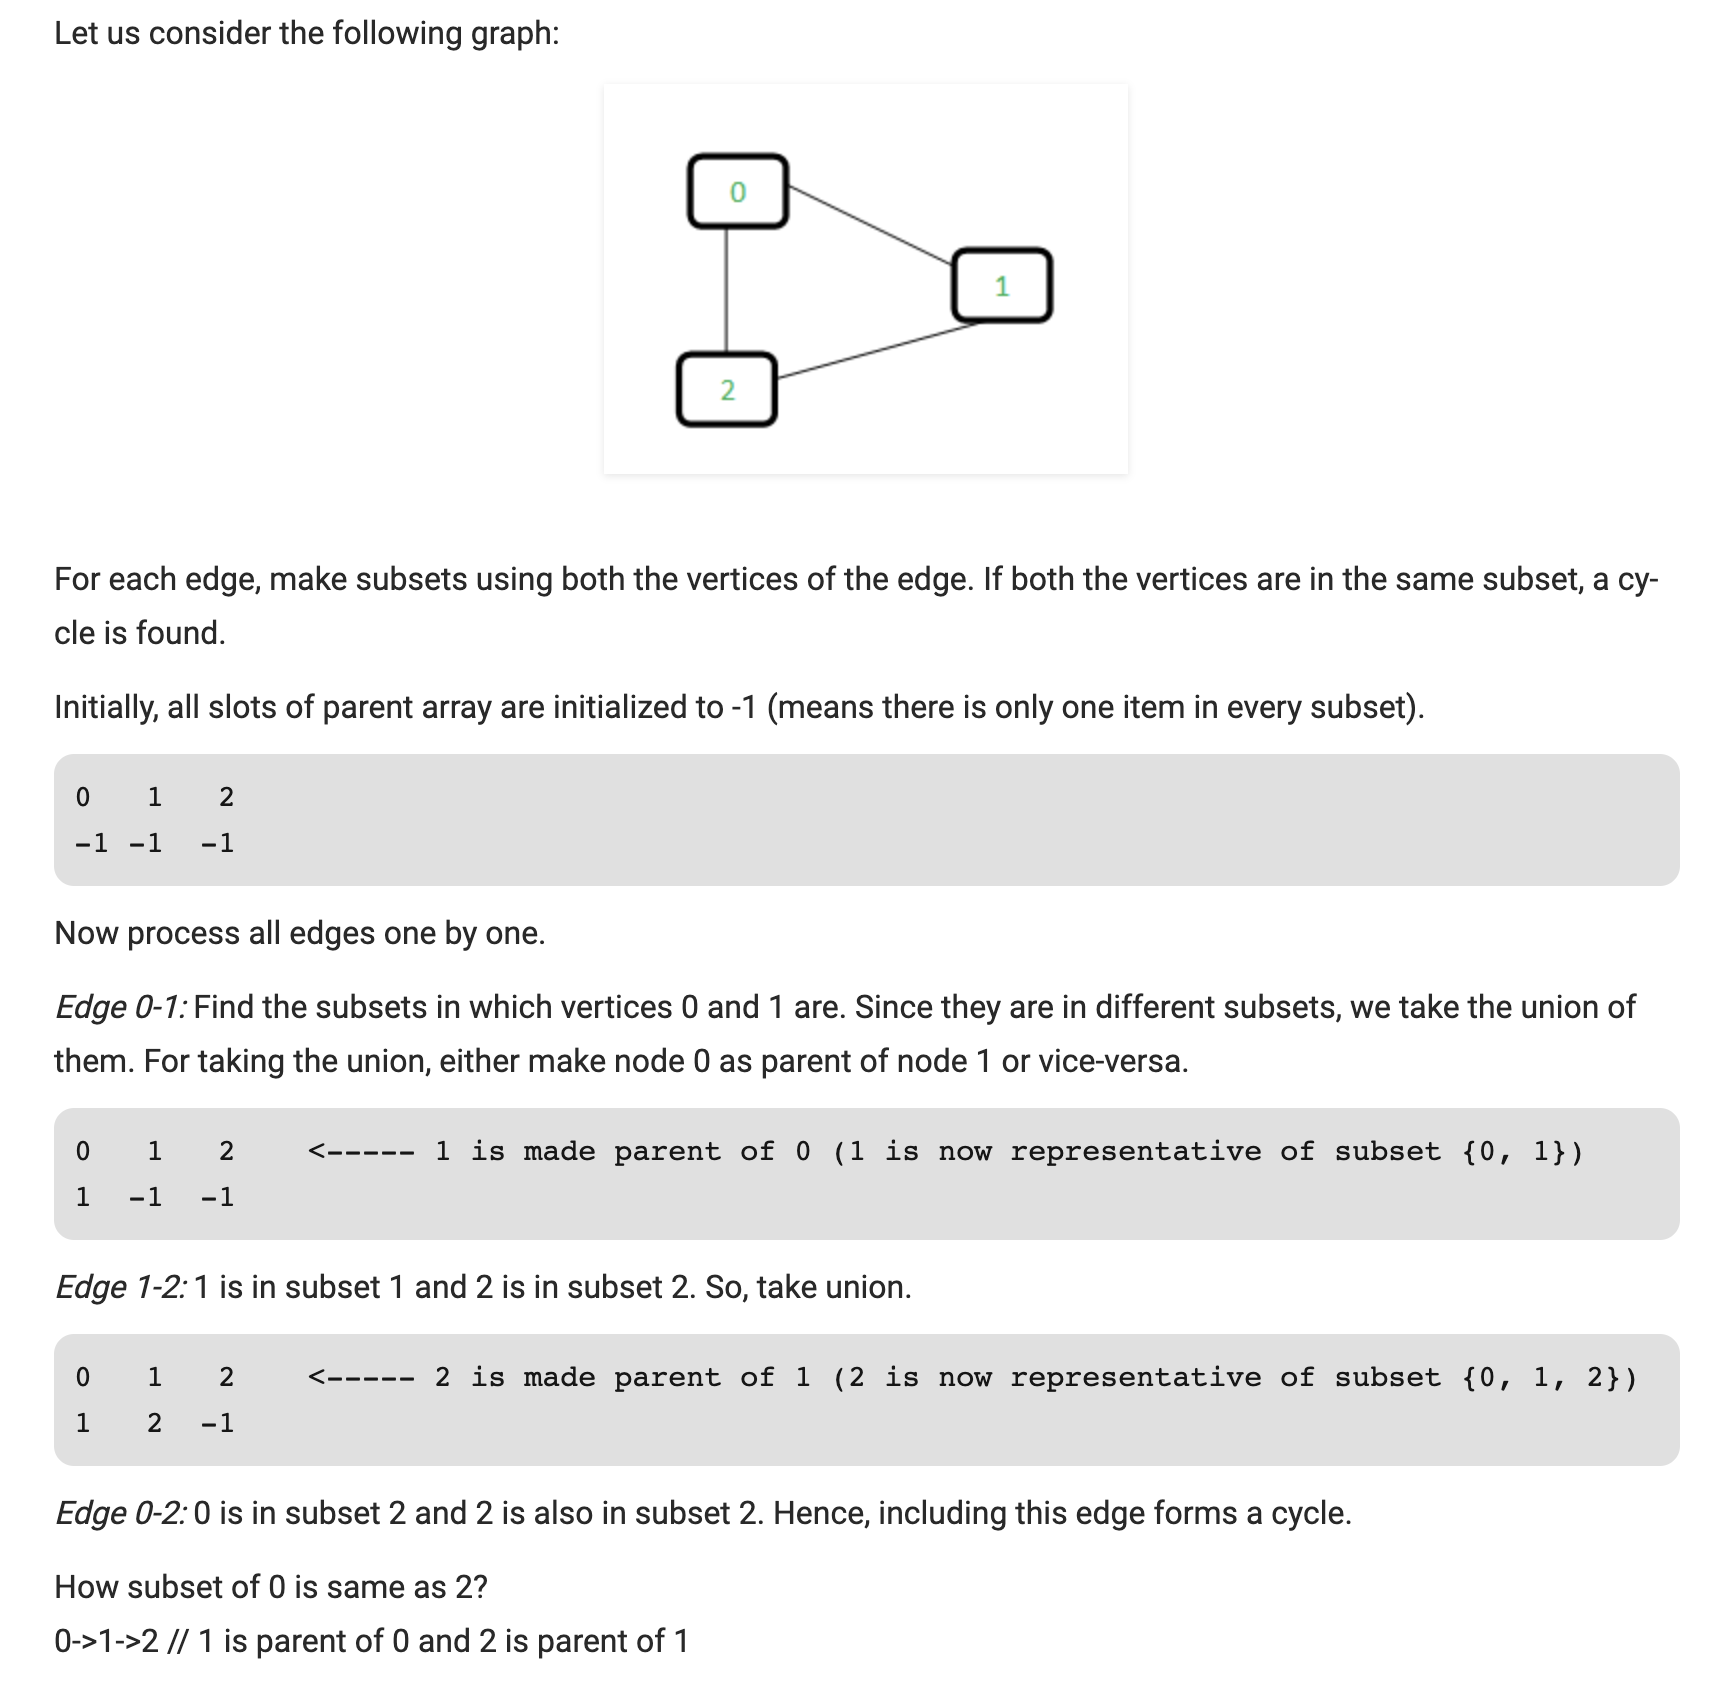 Let us consider the following graph:
0
1
2
For each edge, make subsets using both the vertices of the edge. If both the vertices are in the same subset, a cy-
cle is found.
Initially, all slots of parent array are initialized to -1 (means there is only one item in every subset).
0   1   2
-1 -1  -1
Now process all edges one by one.
Edge 0-1: Find the subsets in which vertices 0 and 1 are. Since they are in different subsets, we take the union of
them. For taking the union, either make node 0 as parent of node 1 or vice-versa.
0   1   2    <----- 1 is made parent of 0 (1 is now representative of subset {0, 1})
1  -1  -1
Edge 1-2: 1 is in subset 1 and 2 is in subset 2. So, take union.
0   1   2    <----- 2 is made parent of 1 (2 is now representative of subset {0, 1, 2})
1   2  -1
Edge 0-2: 0 is in subset 2 and 2 is also in subset 2. Hence, including this edge forms a cycle.
How subset of 0 is same as 2?
0->1->2 // 1 is parent of 0 and 2 is parent of 1